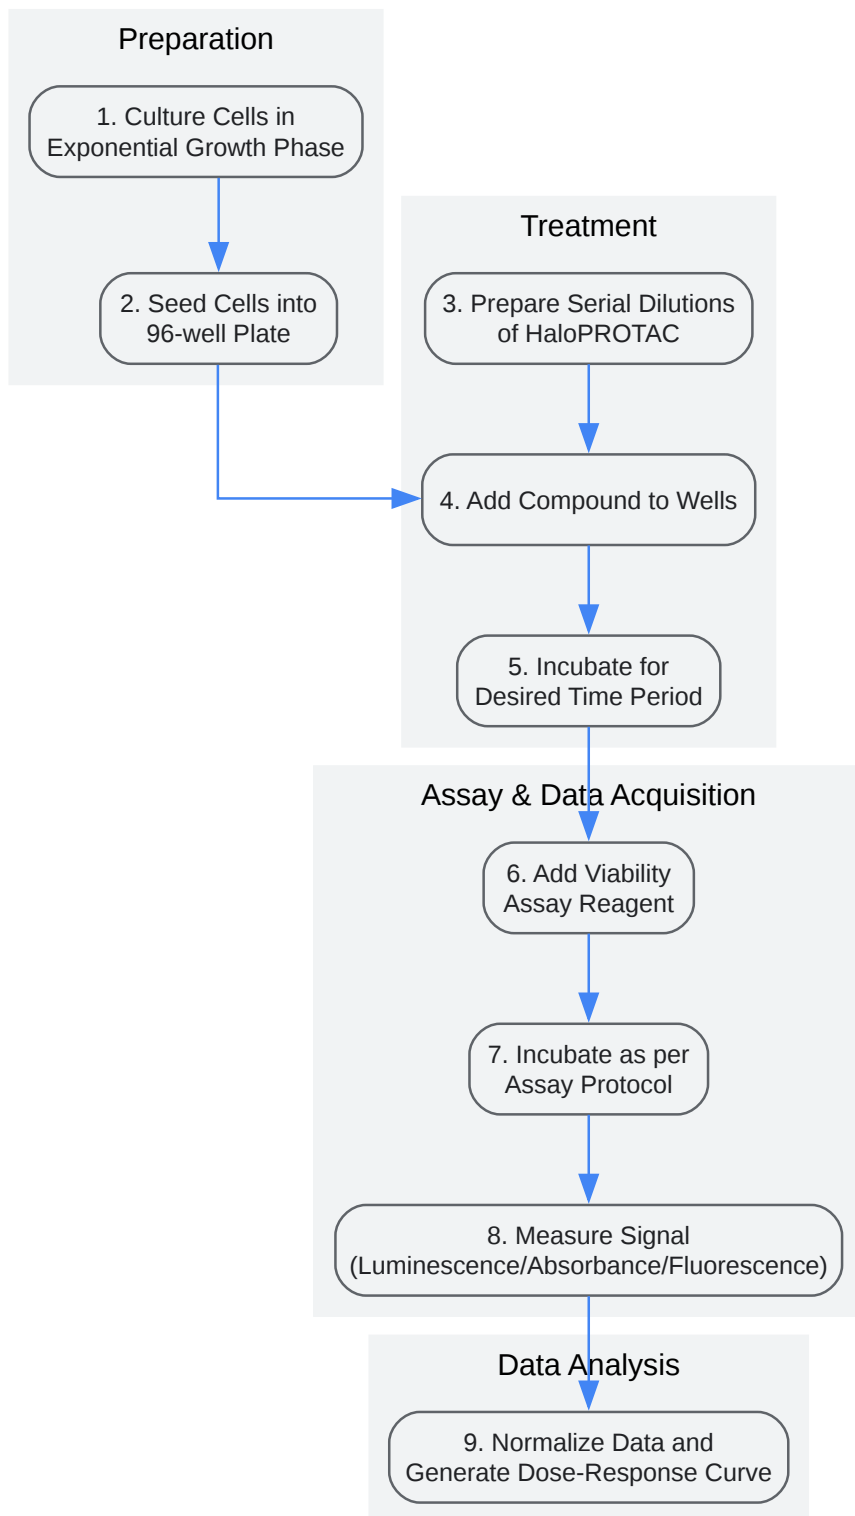 Preparation
1. Culture Cells in
Exponential Growth Phase
2. Seed Cells into
96-well Plate
Treatment
3. Prepare Serial Dilutions
of HaloPROTAC
4. Add Compound to Wells
5. Incubate for
Desired Time Period
Assay & Data Acquisition
6. Add Viability
Assay Reagent
7. Incubate as per
Assay Protocol
8. Measure Signal
(Luminescence/Absorbance/Fluorescence)
Data Analysis
9. Normalize Data and
Generate Dose-Response Curve